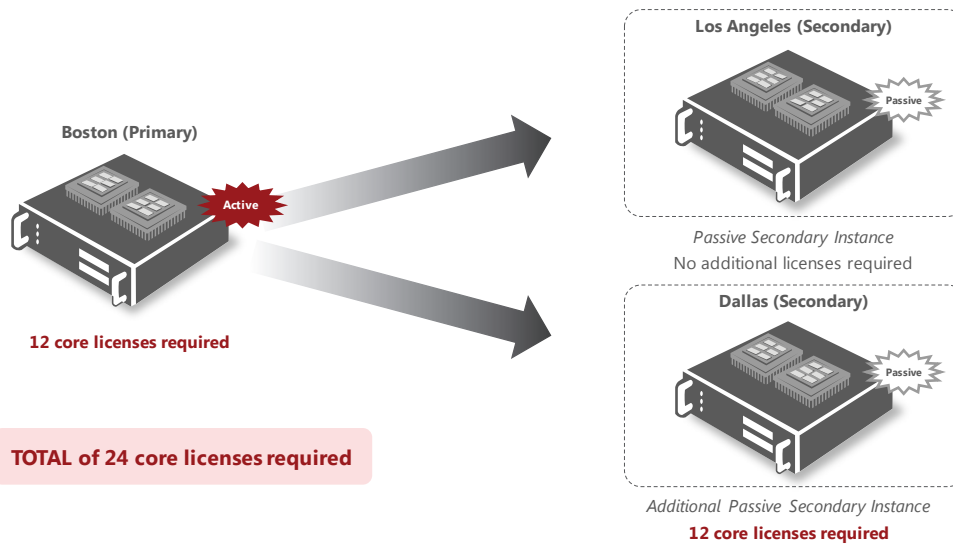 Boston (Primary)
Active
12 core licenses required
TOTAL of 24 core licenses required
Los Angeles (Secondary)
Passive
Passive Secondary Instance
No additional licenses required
Dallas (Secondary)
Passive
Additional Passive Secondary Instance
12 core licenses required